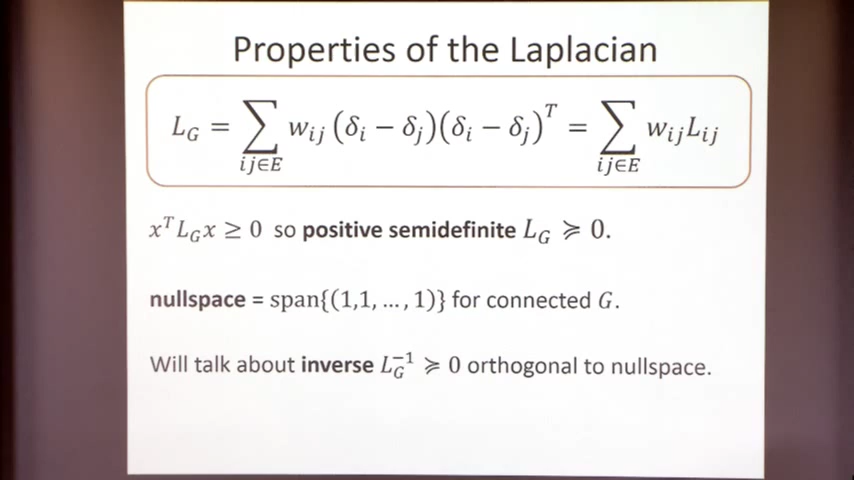 Properties of the Laplacian
L_G = ∑_{ij∈E} w_{ij} (δ_i − δ_j)(δ_i − δ_j)^T = ∑_{ij∈E} w_{ij}L_{ij}
x^T L_G x ≥ 0 so positive semidefinite L_G ≽ 0.
nullspace = span{(1,1, … , 1)} for connected G.
Will talk about inverse L_G^{−1} ≽ 0 orthogonal to nullspace.